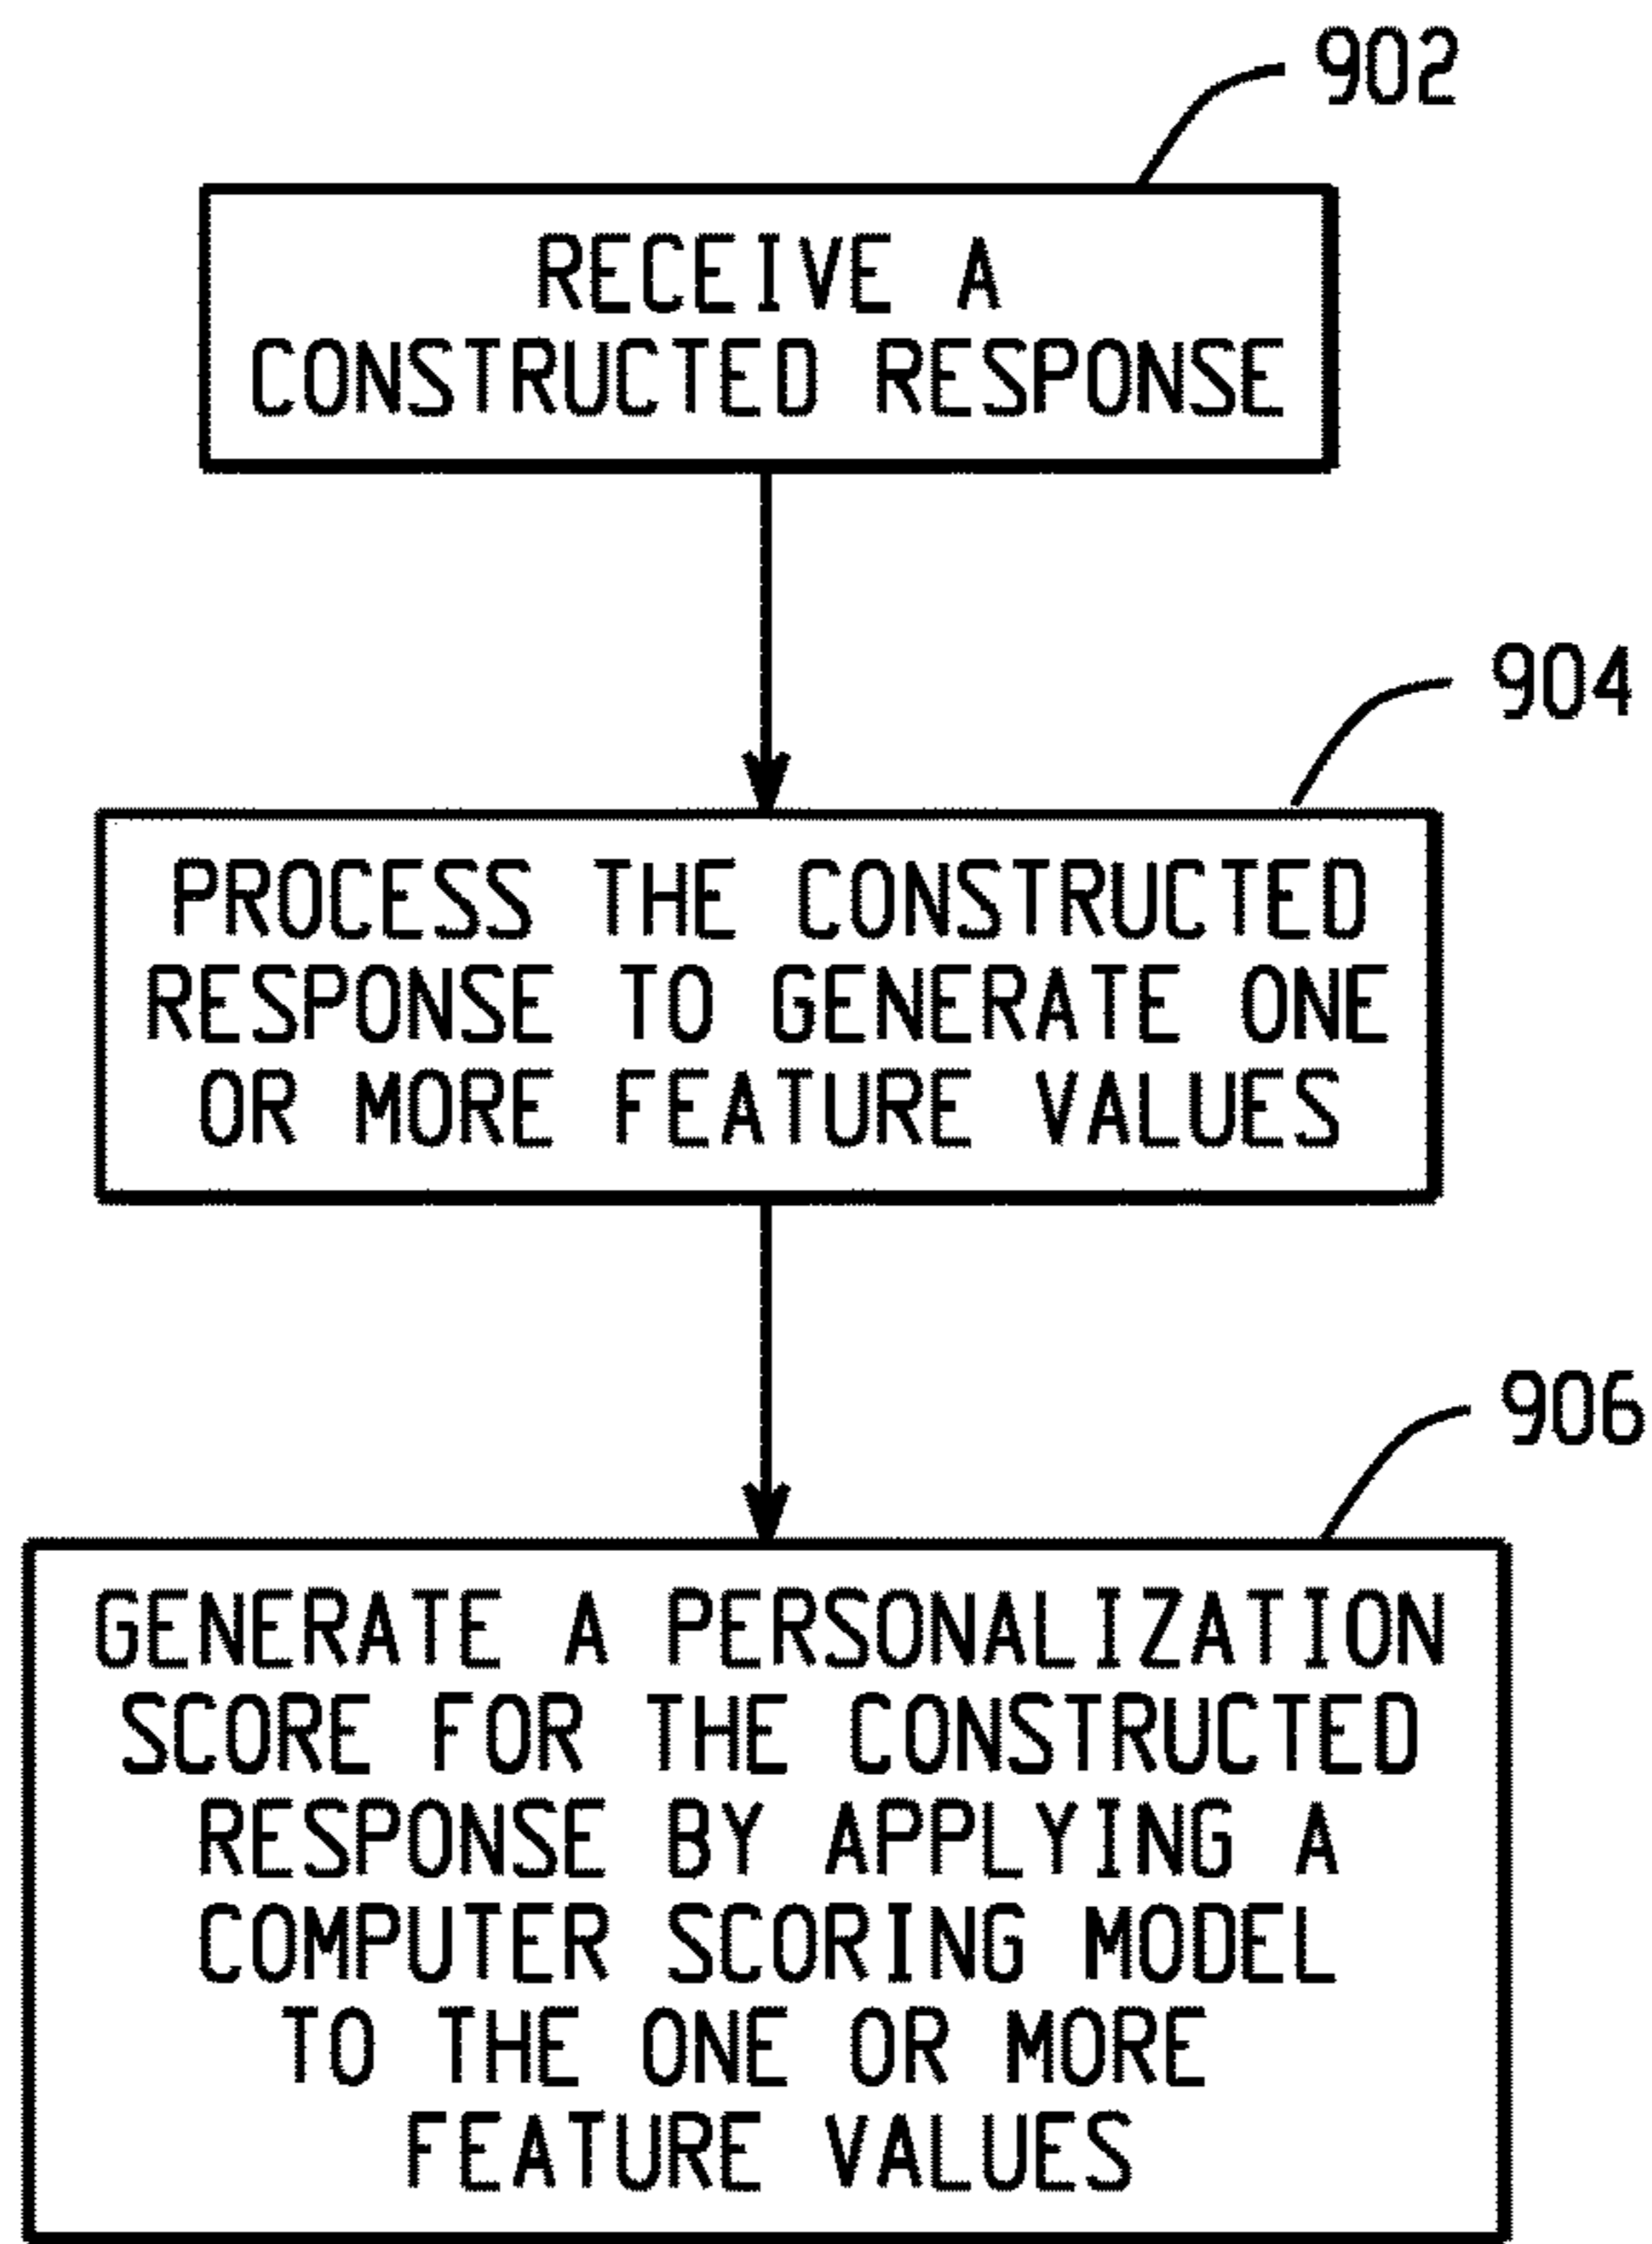 902
RECEIVE A
CONSTRUCTED RESPONSE
904
PROCESS THE CONSTRUCTED
RESPONSE TO GENERATE ONE
OR MORE FEATURE VALUES
906
GENERATE A PERSONALIZATION
SCORE FOR THE CONSTRUCTED
RESPONSE BY APPLYING A
COMPUTER SCORING MODEL
TO THE ONE OR MORE
FEATURE VALUES